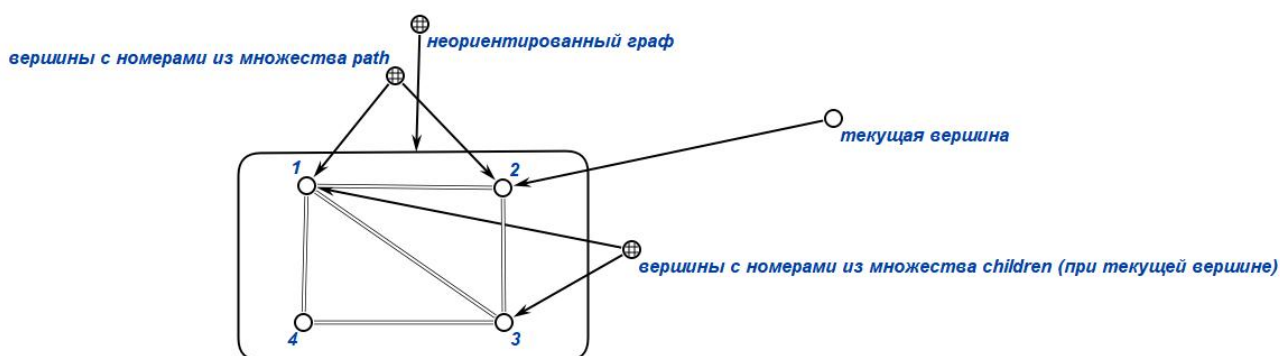 неориентированный граф
вершины с номерами из множества path
текущая вершина
1
2
вершины с номерами из множества children (при текущей вершине)
4
3